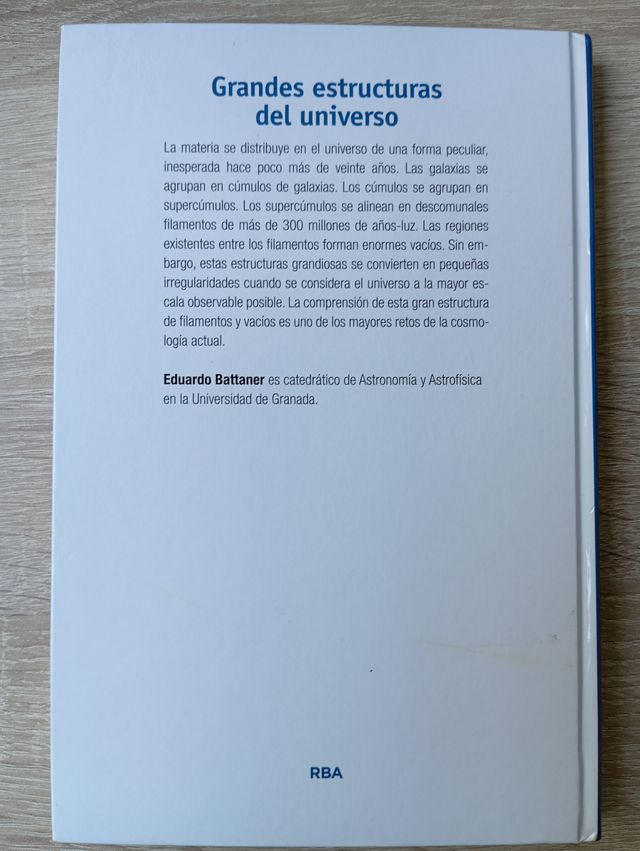 Grandes estructuras
del universo
La materia se distribuye en el universo de una forma peculiar,
inesperada hace poco más de veinte años. Las galaxias se
agrupan en cúmulos de galaxias. Los cúmulos se agrupan en
supercúmulos. Los supercúmulos se alinean en descomunales
filamentos de más de 300 millones de años-luz. Las regiones
existentes entre los filamentos forman enormes vacíos. Sin em-
bargo, estas estructuras grandiosas se convierten en pequeñas
irregularidades cuando se considera el universo a la mayor es-
cala observable posible. La comprensión de esta gran estructura
de filamentos y vacíos es uno de los mayores retos de la cosmo-
logía actual.
Eduardo Battaner es catedrático de Astronomía y Astrofísica
en la Universidad de Granada.
RBA